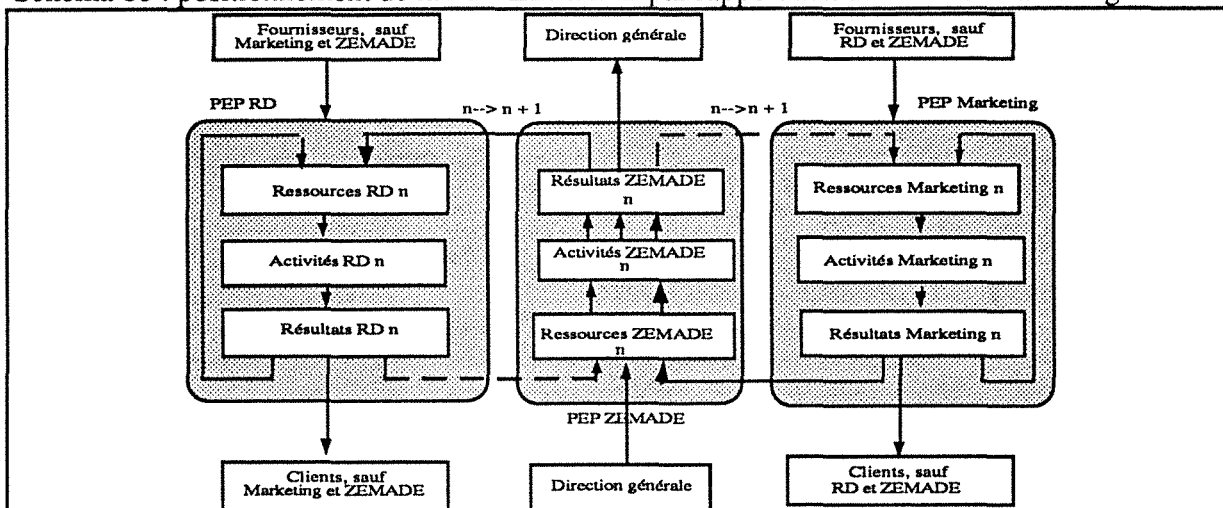 Fournisseurs, sauf
Marketing et ZEMADE
Direction générale
Fournisseurs, sauf
RD et ZEMADE
PEP RD
n--> n + 1
n--> n + 1
PEP Marketing
Ressources RD n
Activités RD n
Résultats RD n
Résultats ZEMADE
n
Activités ZEMADE
n
Ressources ZEMADE
n
Ressources Marketing n
Activités Marketing n
Résultats Marketing n
PEP ZEMADE
Clients, sauf
Marketing et ZEMADE
Direction générale
Clients, sauf
RD et ZEMADE